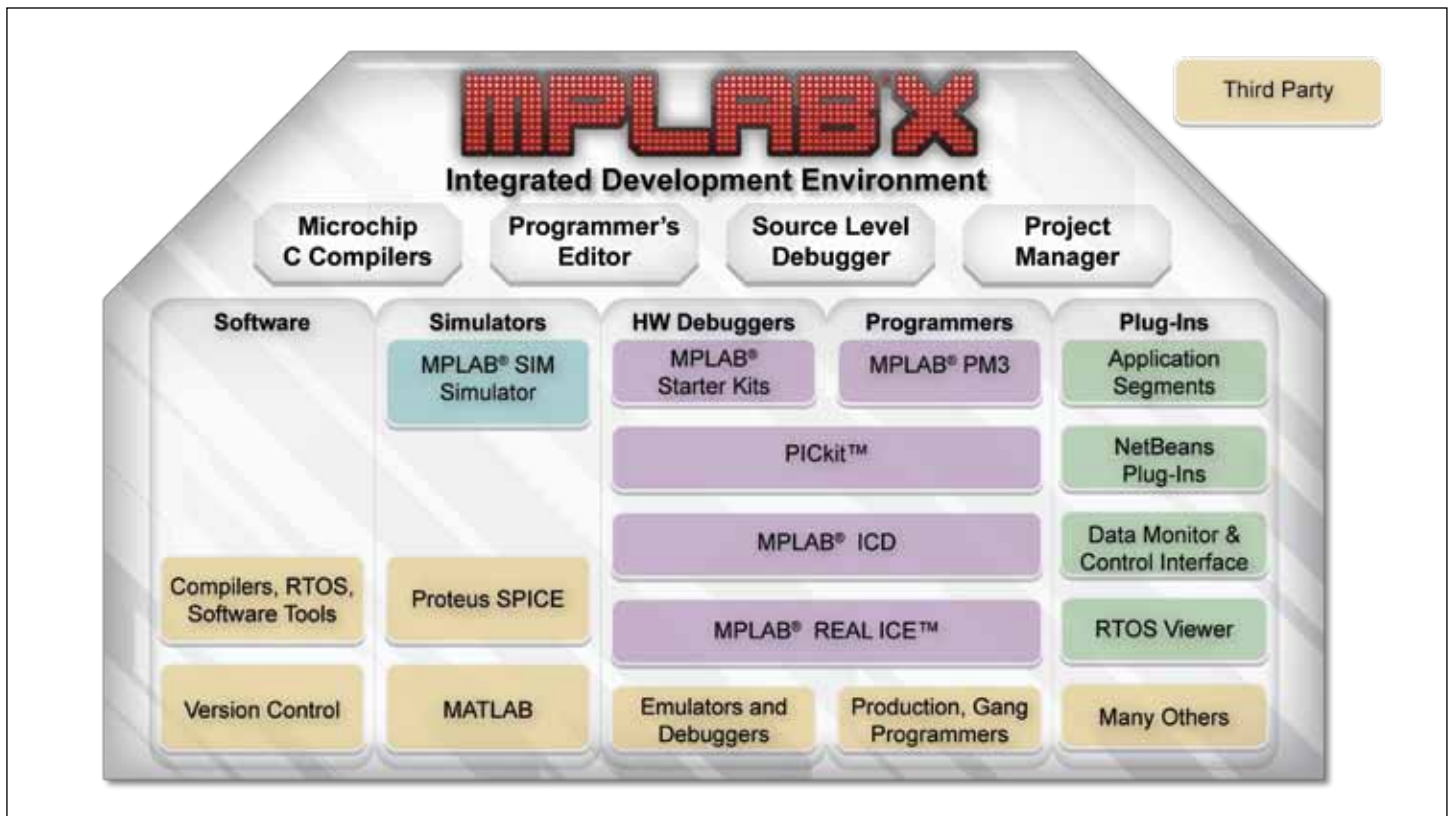 MPLAB®X
Integrated Development Environment
Third Party
Microchip
C Compilers
Programmer's
Editor
Source Level
Debugger
Project
Manager
Software
Compilers, RTOS,
Software Tools
Version Control
Simulators
MPLAB® SIM
Simulator
Proteus SPICE
MATLAB
HW Debuggers
Programmers
MPLAB®
Starter Kits
MPLAB® PM3
PICkit™
MPLAB® ICD
MPLAB® REAL ICE™
Emulators and
Debuggers
Production, Gang
Programmers
Plug-Ins
Application
Segments
NetBeans
Plug-Ins
Data Monitor &
Control Interface
RTOS Viewer
Many Others